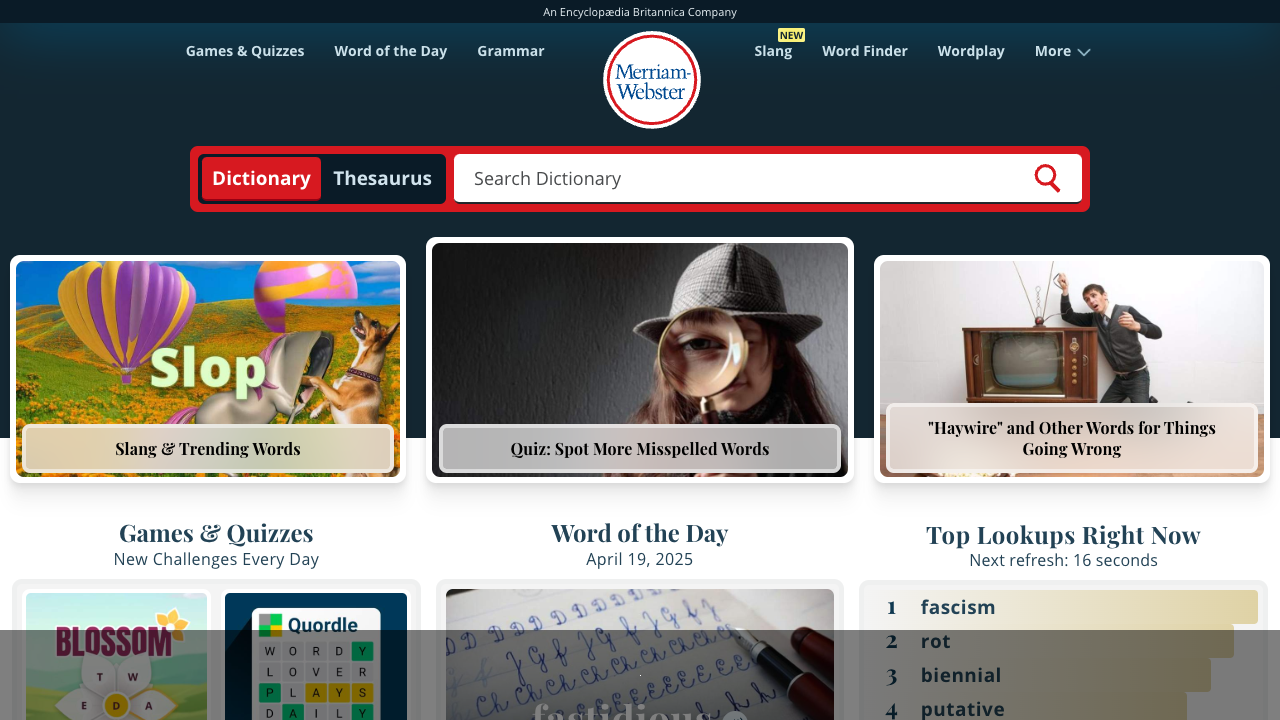 An Encyclopædia Britannica Company
Games & Quizzes
Word of the Day
Grammar
Merriam-
Webster
NEW
Slang
Word Finder
Wordplay
More
Dictionary
Thesaurus
Search Dictionary
Slop
Slang & Trending Words
Quiz: Spot More Misspelled Words
"Haywire" and Other Words for Things
Going Wrong
Games & Quizzes
New Challenges Every Day
Word of the Day
April 19, 2025
Top Lookups Right Now
Next refresh: 16 seconds
BLOSSOM
T W
E D A
Quordle
W O R D Y
L O V E R
P L A Y S
D A I L Y
fastidious
1 fascism
2 rot
3 biennial
4 putative